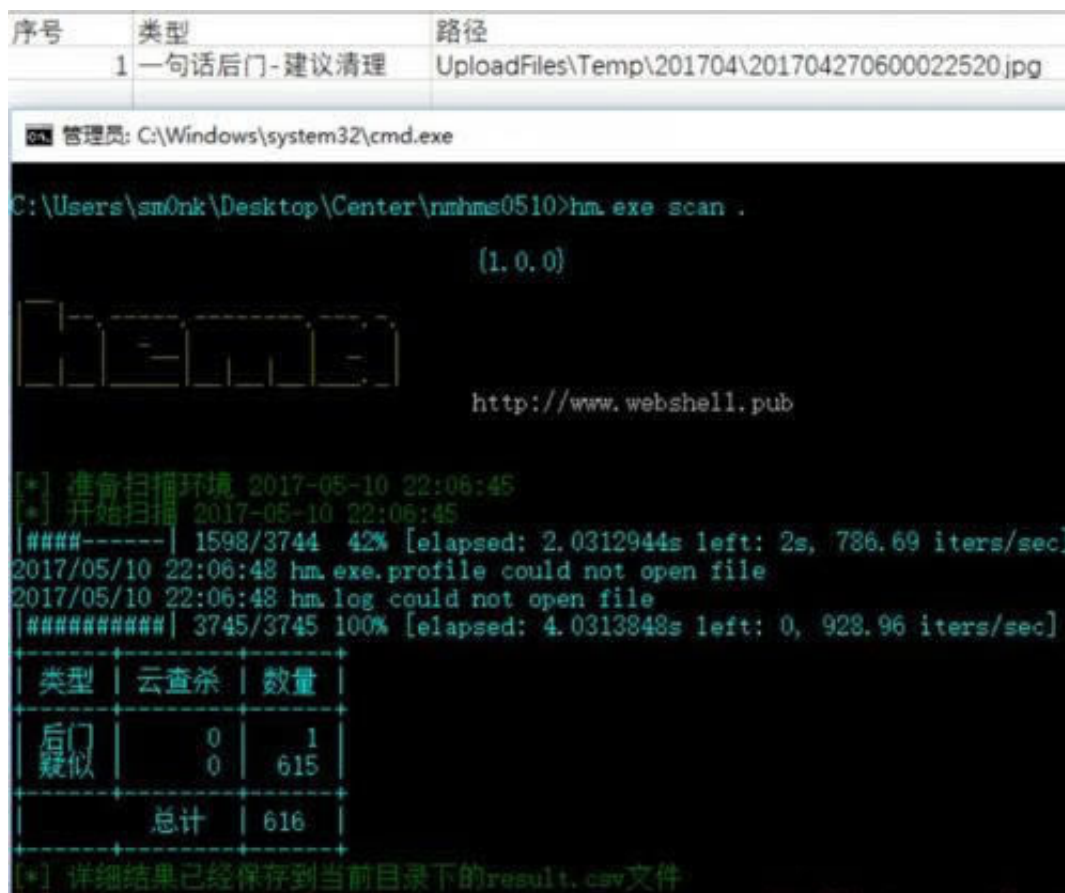 序号 类型 路径
1 一句话后门-建议清理 UploadFiles\Temp\201704\201704270600022520.jpg
管理员: C:\Windows\system32\cmd.exe
C:\Users\sm0nk\Desktop\Center\nmhms0510>hm.exe scan .
{1.0.0}
http://www.webshell.pub
[*] 准备扫描环境 2017-05-10 22:06:45
[*] 开始扫描 2017-05-10 22:06:45
|####------| 1598/3744 42% [elapsed: 2.0312944s left: 2s, 786.69 iters/sec]
2017/05/10 22:06:48 hm.exe.profile could not open file
2017/05/10 22:06:48 hm.log could not open file
|##########| 3745/3745 100% [elapsed: 4.0313848s left: 0, 928.96 iters/sec]
类型 | 云查杀 | 数量
后门 | 0 | 1
疑似 | 0 | 615
总计 | 616
[*] 详细结果已经保存到当前目录下的result.csv文件